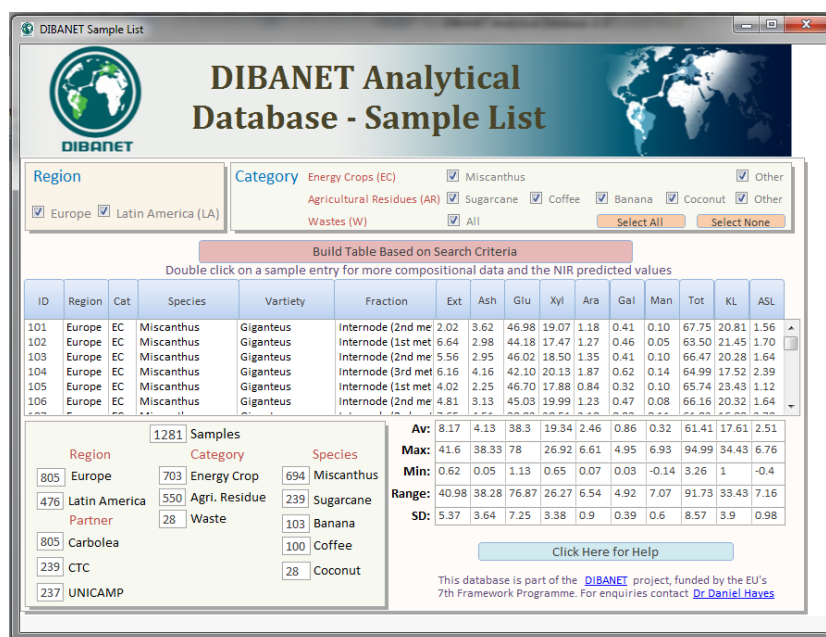 DIBANET Sample List
DIBANET Analytical
Database - Sample List
DIBANET
Region
Europe Latin America (LA)
Category Energy Crops (EC) Miscanthus Other
Agricultural Residues (AR) Sugarcane Coffee Banana Coconut Other
Wastes (W) All Select All Select None
Build Table Based on Search Criteria
Double click on a sample entry for more compositional data and the NIR predicted values
ID Region Cat Species Vartiety Fraction Ext Ash Glu Xyl Ara Gal Man Tot KL ASL
101 Europe EC Miscanthus Giganteus Internode (2nd me 2.02 3.62 46.98 19.07 1.18 0.41 0.10 67.75 20.81 1.56
102 Europe EC Miscanthus Giganteus Internode (1st met 6.64 2.98 44.18 17.47 1.27 0.46 0.05 63.50 21.45 1.70
103 Europe EC Miscanthus Giganteus Internode (2nd me 5.56 2.95 46.02 18.50 1.35 0.41 0.10 66.47 20.28 1.64
104 Europe EC Miscanthus Giganteus Internode (3rd met 6.16 4.16 42.10 20.13 1.87 0.62 0.14 64.99 17.52 2.39
105 Europe EC Miscanthus Giganteus Internode (1st met 4.02 2.25 46.70 17.88 0.84 0.32 0.10 65.74 23.43 1.12
106 Europe EC Miscanthus Giganteus Internode (2nd me 4.81 3.13 45.03 19.99 1.23 0.47 0.08 66.16 20.32 1.64
1281 Samples
Region Category Species
805 Europe 703 Energy Crop 694 Miscanthus
476 Latin America 550 Agri. Residue 239 Sugarcane
Partner 28 Waste 103 Banana
805 Carbolea 100 Coffee
239 CTC 28 Coconut
237 UNICAMP
Av: 8.17 4.13 38.3 19.34 2.46 0.86 0.32 61.41 17.61 2.51
Max: 41.6 38.33 78 26.92 6.61 4.95 6.93 94.99 34.43 6.76
Min: 0.62 0.05 1.13 0.65 0.07 0.03 -0.14 3.26 1 -0.4
Range: 40.98 38.28 76.87 26.27 6.54 4.92 7.07 91.73 33.43 7.16
SD: 5.37 3.64 7.25 3.38 0.9 0.39 0.6 8.57 3.9 0.98
Click Here for Help
This database is part of the DIBANET project, funded by the EU's
7th Framework Programme. For enquiries contact Dr Daniel Hayes